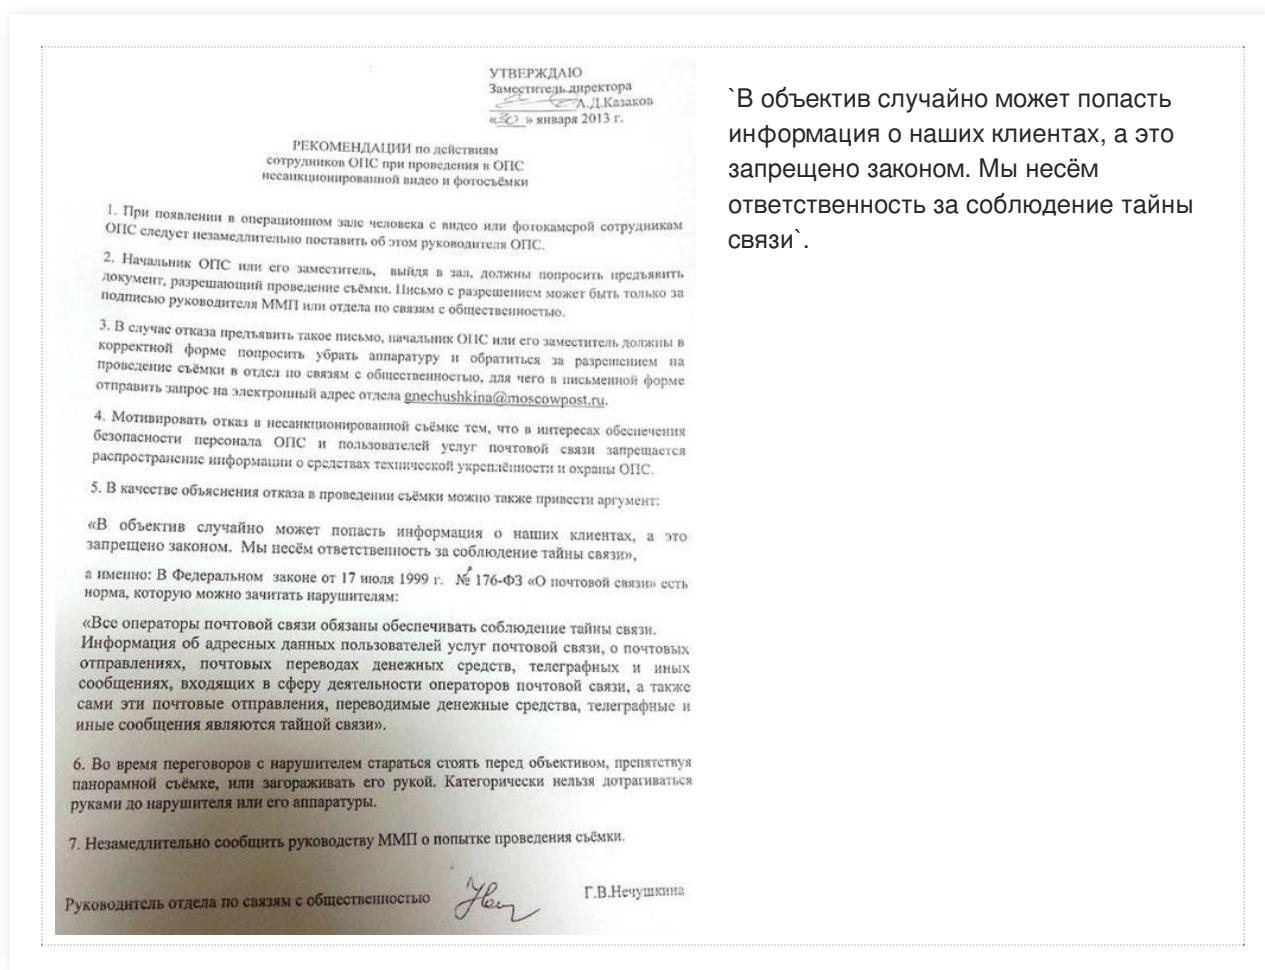 УТВЕРЖДАЮ
Заместитель директора
А.Д.Казаков
«30» января 2013 г.
РЕКОМЕНДАЦИИ по действиям
сотрудников ОПС при проведения в ОПС
несанкционированной видео и фотосъёмки
1. При появлении в операционном зале человека с видео или фотокамерой сотрудникам
ОПС следует незамедлительно поставить об этом руководителя ОПС.
2. Начальник ОПС или его заместитель, выйдя в зал, должны попросить предъявить
документ, разрешающий проведение съёмки. Письмо с разрешением может быть только за
подписью руководителя ММП или отдела по связям с общественностью.
3. В случае отказа предъявить такое письмо, начальник ОПС или его заместитель должны в
корректной форме попросить убрать аппаратуру и обратиться за разрешением на
проведение съёмки в отдел по связям с общественностью, для чего в письменной форме
отправить запрос на электронный адрес отдела gnechushkina@moscowpost.ru.
4. Мотивировать отказ в несанкционированной съёмке тем, что в интересах обеспечения
безопасности персонала ОПС и пользователей услуг почтовой связи запрещается
распространение информации о средствах технической укреплённости и охраны ОПС.
5. В качестве объяснения отказа в проведении съёмки можно также привести аргумент:
«В объектив случайно может попасть информация о наших клиентах, а это
запрещено законом. Мы несём ответственность за соблюдение тайны связи»,
а именно: В Федеральном законе от 17 июля 1999 г. № 176-ФЗ «О почтовой связи» есть
норма, которую можно зачитать нарушителям:
«Все операторы почтовой связи обязаны обеспечивать соблюдение тайны связи.
Информация об адресных данных пользователей услуг почтовой связи, о почтовых
отправлениях, почтовых переводах денежных средств, телеграфных и иных
сообщениях, входящих в сферу деятельности операторов почтовой связи, а также
сами эти почтовые отправления, переводимые денежные средства, телеграфные и
иные сообщения являются тайной связи».
6. Во время переговоров с нарушителем стараться стоять перед объективом, препятствуя
панорамной съёмке, или загораживать его рукой. Категорически нельзя дотрагиваться
руками до нарушителя или его аппаратуры.
7. Незамедлительно сообщить руководству ММП о попытке проведения съёмки.
Руководитель отдела по связям с общественностью
Г.В.Нечушкина
`В объектив случайно может попасть
информация о наших клиентах, а это
запрещено законом. Мы несём
ответственность за соблюдение тайны
связи`.